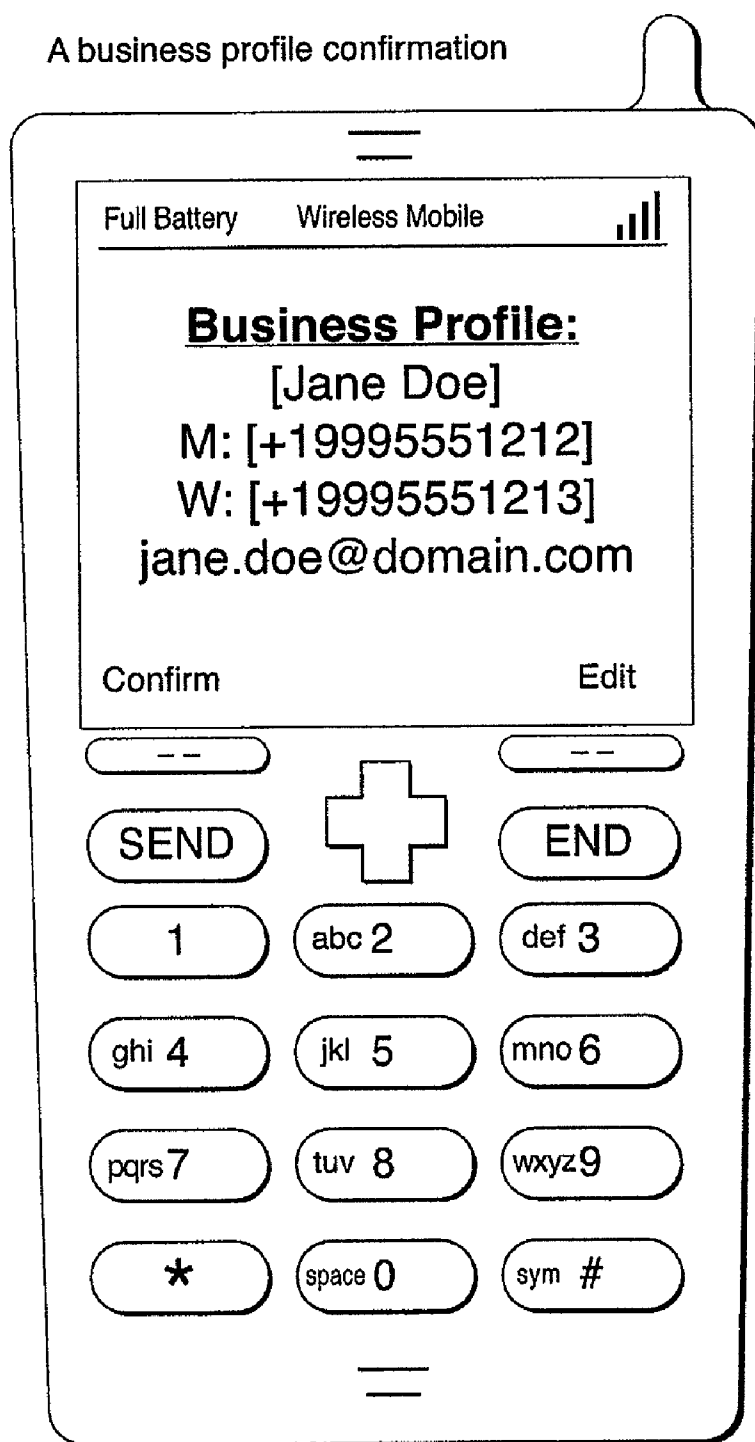 A business profile confirmation
Full Battery Wireless Mobile
Business Profile:
[Jane Doe]
M: [+19995551212]
W: [+19995551213]
jane.doe@domain.com
Confirm Edit
-- --
SEND END
1 abc 2 def 3
ghi 4 jkl 5 mno 6
pqrs 7 tuv 8 wxyz 9
* space 0 sym #